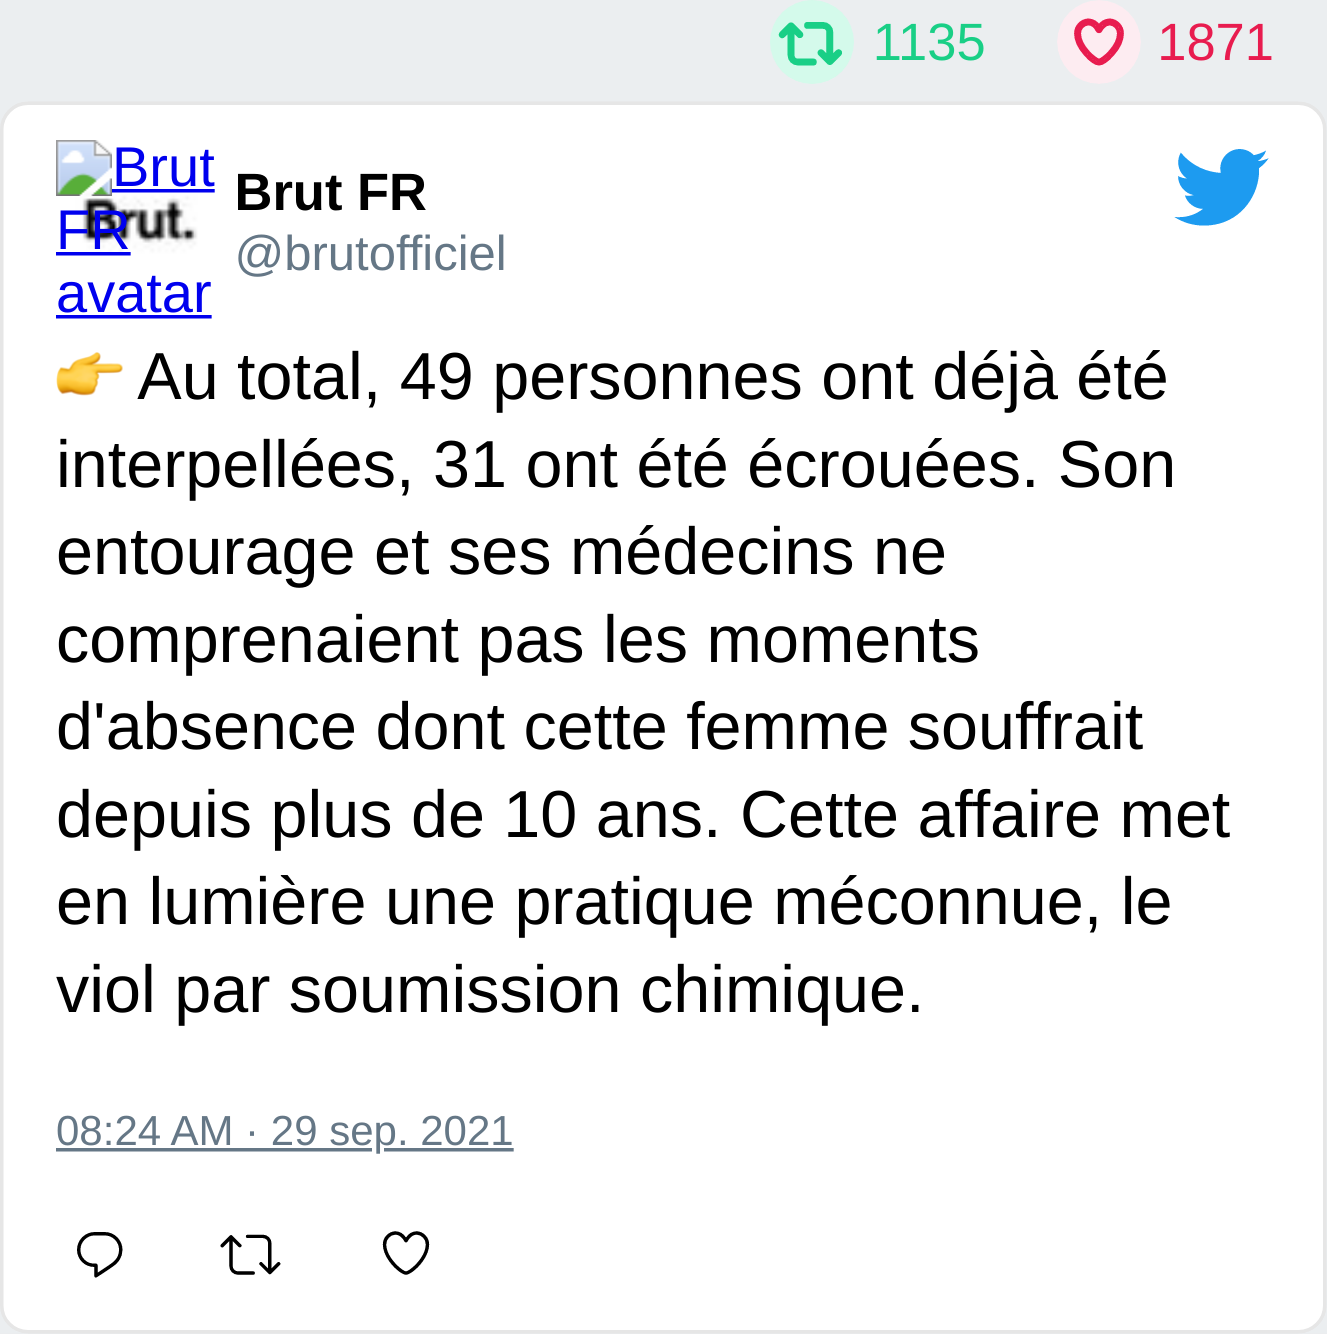 1135 1871
Brut FR avatar
Brut.
Brut FR
@brutofficiel
👉 Au total, 49 personnes ont déjà été
interpellées, 31 ont été écrouées. Son
entourage et ses médecins ne
comprenaient pas les moments
d'absence dont cette femme souffrait
depuis plus de 10 ans. Cette affaire met
en lumière une pratique méconnue, le
viol par soumission chimique.
08:24 AM · 29 sep. 2021